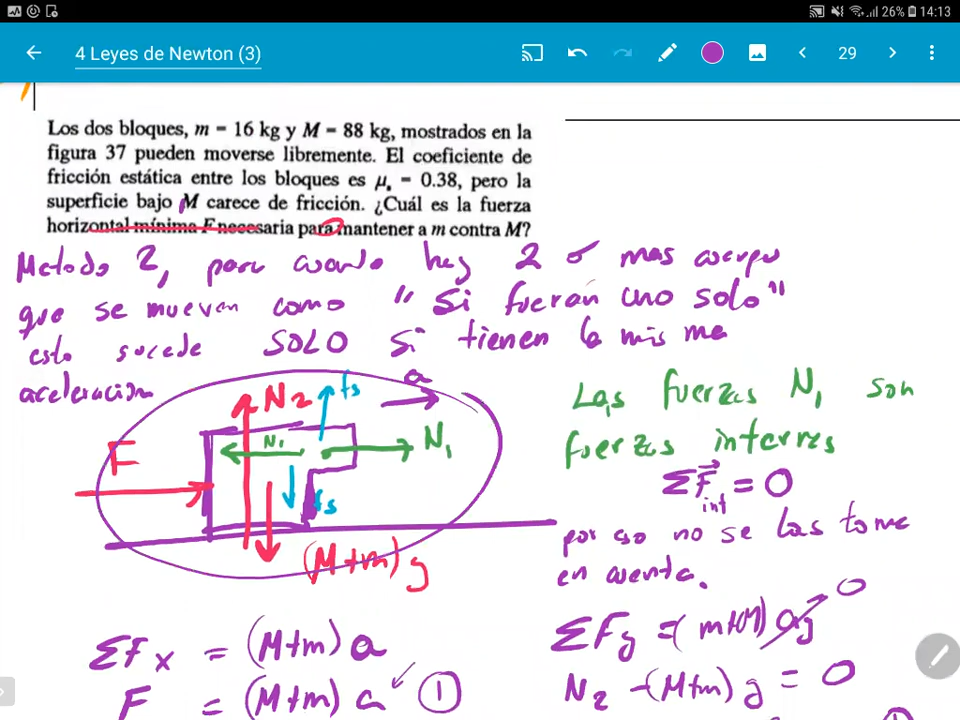 26% 14:13
4 Leyes de Newton (3)
29
Los dos bloques, m = 16 kg y M = 88 kg, mostrados en la
figura 37 pueden moverse libremente. El coeficiente de
fricción estática entre los bloques es μs = 0.38, pero la
superficie bajo M carece de fricción. ¿Cuál es la fuerza
horizontal mínima F necesaria para mantener a m contra M?
Metodo 2, para cuando hay 2 o mas cuerpo
que se mueven como "Si fueran uno solo"
esto sucede SOLO si tienen la misma
aceleración
a
N2
fs
F
N1
N1
fs
(M+m)g
Las fuerzas N1 son
fuerzas internas
ΣF int = 0
por eso no se las toma
en cuenta.
ΣFx = (M+m) a
F = (M+m) a ①
ΣFy = (m+M) ay 0
N2 - (M+m) g = 0